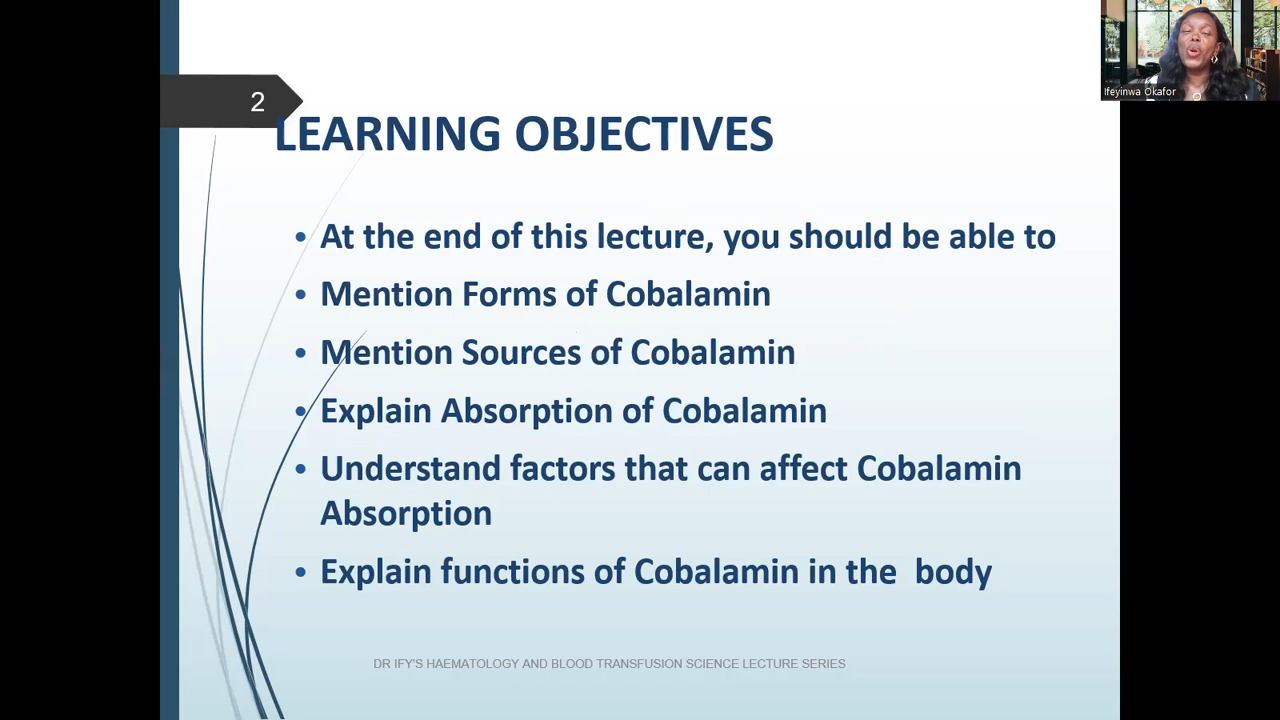 Ifeyinwa Okafor
2
LEARNING OBJECTIVES
• At the end of this lecture, you should be able to
• Mention Forms of Cobalamin
• Mention Sources of Cobalamin
• Explain Absorption of Cobalamin
• Understand factors that can affect Cobalamin
Absorption
• Explain functions of Cobalamin in the  body
DR IFY'S HAEMATOLOGY AND BLOOD TRANSFUSION SCIENCE LECTURE SERIES